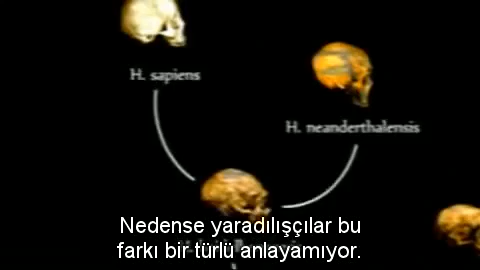 H. sapiens
H. neanderthalensis
Nedense yaradılışçılar bu
farkı bir türlü anlayamıyor.